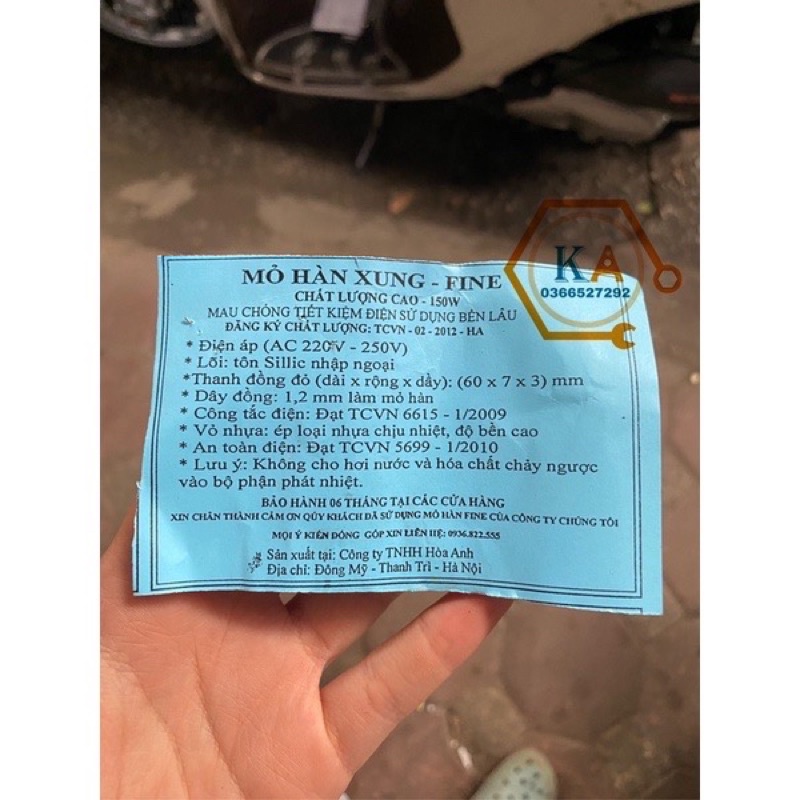 KA
0366527292
MỎ HÀN XUNG - FINE
CHẤT LƯỢNG CAO - 150W
MAU CHÓNG TIẾT KIỆM ĐIỆN SỬ DỤNG BỀN LÂU
ĐĂNG KÝ CHẤT LƯỢNG: TCVN - 02 - 2012 - HA
* Điện áp (AC 220V - 250V)
* Lõi: tôn Sillic nhập ngoại
*Thanh đồng đỏ (dài x rộng x dầy): (60 x 7 x 3) mm
* Dây đồng: 1,2 mm làm mỏ hàn
* Công tắc điện: Đạt TCVN 6615 - 1/2009
* Vỏ nhựa: ép loại nhựa chịu nhiệt, độ bền cao
* An toàn điện: Đạt TCVN 5699 - 1/2010
* Lưu ý: Không cho hơi nước và hóa chất chảy ngược
vào bộ phận phát nhiệt.
BẢO HÀNH 06 THÁNG TẠI CÁC CỬA HÀNG
XIN CHÂN THÀNH CẢM ƠN QÚY KHÁCH ĐÃ SỬ DỤNG MỎ HÀN FINE CỦA CÔNG TY CHÚNG TÔI
MỌI Ý KIẾN ĐÓNG GÓP XIN LIÊN HỆ: 0936.822.555
Sản xuất tại: Công ty TNHH Hòa Anh
Địa chỉ: Đông Mỹ - Thanh Trì - Hà Nội